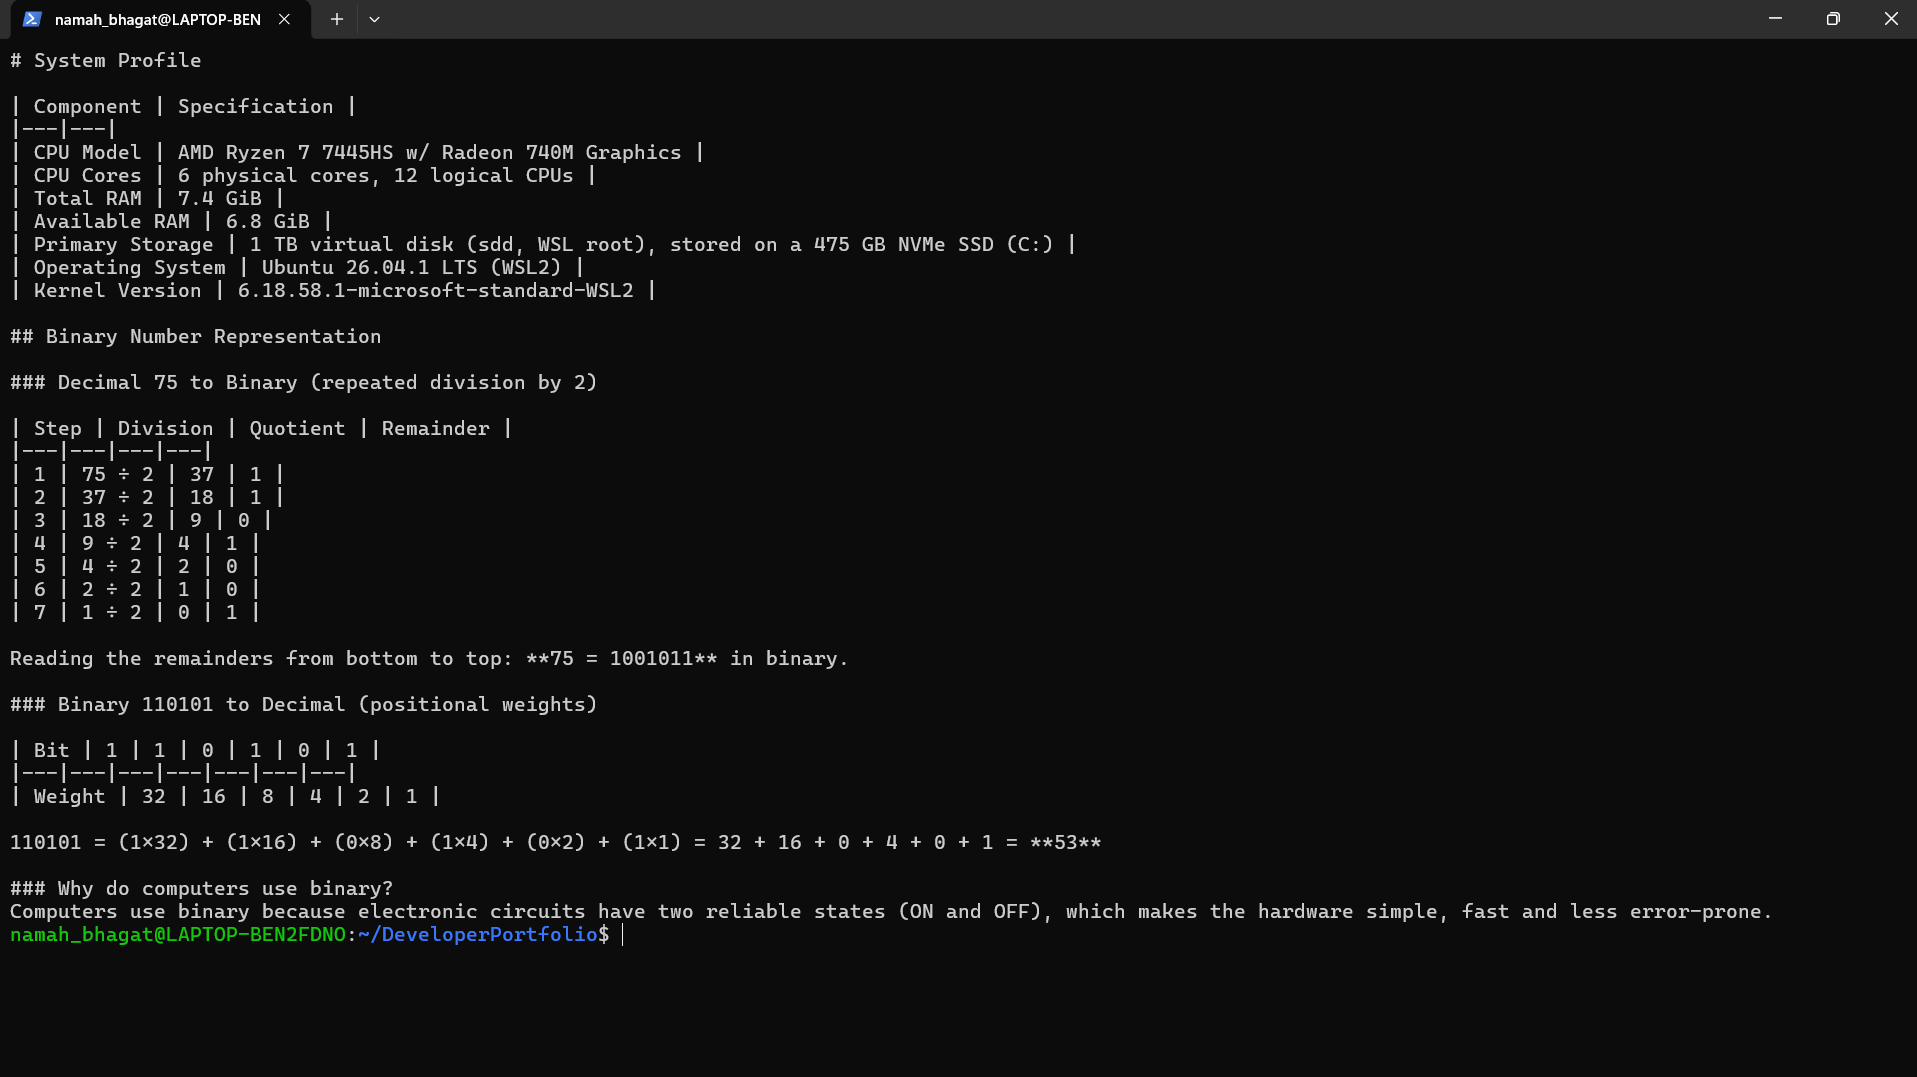 namah_bhagat@LAPTOP-BEN
# System Profile
| Component | Specification |
|---|---|
| CPU Model | AMD Ryzen 7 7445HS w/ Radeon 740M Graphics |
| CPU Cores | 6 physical cores, 12 logical CPUs |
| Total RAM | 7.4 GiB |
| Available RAM | 6.8 GiB |
| Primary Storage | 1 TB virtual disk (sdd, WSL root), stored on a 475 GB NVMe SSD (C:) |
| Operating System | Ubuntu 26.04.1 LTS (WSL2) |
| Kernel Version | 6.18.58.1-microsoft-standard-WSL2 |
## Binary Number Representation
### Decimal 75 to Binary (repeated division by 2)
| Step | Division | Quotient | Remainder |
|---|---|---|---|
| 1 | 75 ÷ 2 | 37 | 1 |
| 2 | 37 ÷ 2 | 18 | 1 |
| 3 | 18 ÷ 2 | 9 | 0 |
| 4 | 9 ÷ 2 | 4 | 1 |
| 5 | 4 ÷ 2 | 2 | 0 |
| 6 | 2 ÷ 2 | 1 | 0 |
| 7 | 1 ÷ 2 | 0 | 1 |
Reading the remainders from bottom to top: **75 = 1001011** in binary.
### Binary 110101 to Decimal (positional weights)
| Bit | 1 | 1 | 0 | 1 | 0 | 1 |
|---|---|---|---|---|---|---|
| Weight | 32 | 16 | 8 | 4 | 2 | 1 |
110101 = (1×32) + (1×16) + (0×8) + (1×4) + (0×2) + (1×1) = 32 + 16 + 0 + 4 + 0 + 1 = **53**
### Why do computers use binary?
Computers use binary because electronic circuits have two reliable states (ON and OFF), which makes the hardware simple, fast and less error-prone.
namah_bhagat@LAPTOP-BEN2FDNO:~/DeveloperPortfolio$